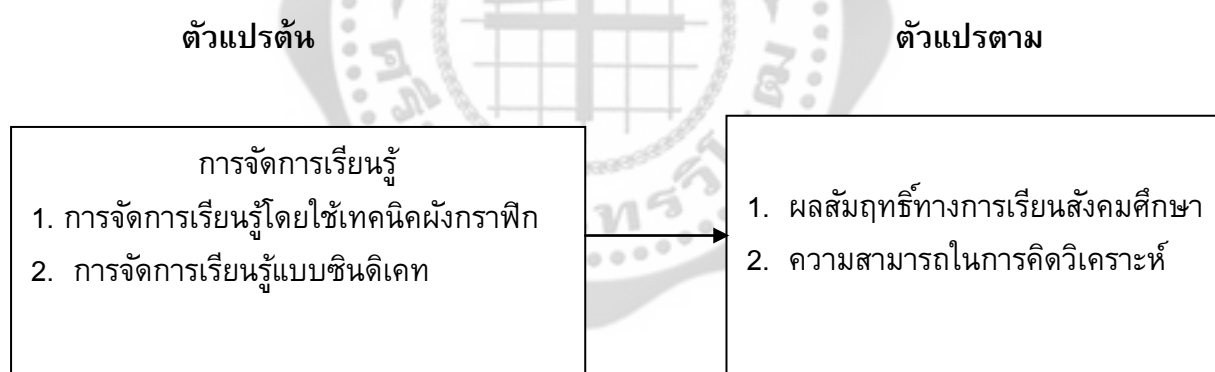 ตัวแปรต้น
ตัวแปรตาม
การจัดการเรียนรู้
1. การจัดการเรียนรู้โดยใช้เทคนิคผังกราฟิก
2. การจัดการเรียนรู้แบบซินดิเคท
1. ผลสัมฤทธิ์ทางการเรียนสังคมศึกษา
2. ความสามารถในการคิดวิเคราะห์